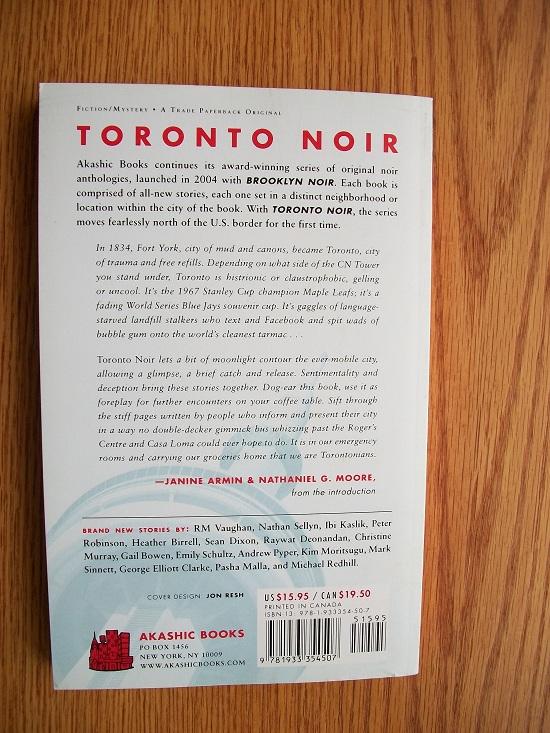 FICTION/MYSTERY • A TRADE PAPERBACK ORIGINAL
TORONTO NOIR
Akashic Books continues its award-winning series of original noir
anthologies, launched in 2004 with BROOKLYN NOIR. Each book is
comprised of all-new stories, each one set in a distinct neighborhood or
location within the city of the book. With TORONTO NOIR, the series
moves fearlessly north of the U.S. border for the first time.
In 1834, Fort York, city of mud and canons, became Toronto, city
of trauma and free refills. Depending on what side of the CN Tower
you stand under, Toronto is histrionic or claustrophobic, gelling
or uncool. It's the 1967 Stanley Cup champion Maple Leafs; it's a
fading World Series Blue Jays souvenir cup. It's gaggles of language-
starved landfill stalkers who text and Facebook and spit wads of
bubble gum onto the world's cleanest tarmac . . .
Toronto Noir lets a bit of moonlight contour the ever-mobile city,
allowing a glimpse, a brief catch and release. Sentimentality and
deception bring these stories together. Dog-ear this book, use it as
foreplay for further encounters on your coffee table. Sift through
the stiff pages written by people who inform and present their city
in a way no double-decker gimmick bus whizzing past the Roger's
Centre and Casa Loma could ever hope to do. It is in our emergency
rooms and carrying our groceries home that we are Torontonians.
—JANINE ARMIN & NATHANIEL G. MOORE,
from the introduction
BRAND NEW STORIES BY: RM Vaughan, Nathan Sellyn, Ibi Kaslik, Peter
Robinson, Heather Birrell, Sean Dixon, Raywat Deonandan, Christine
Murray, Gail Bowen, Emily Schultz, Andrew Pyper, Kim Moritsugu, Mark
Sinnett, George Elliott Clarke, Pasha Malla, and Michael Redhill.
COVER DESIGN: JON RESH
AKASHIC BOOKS
PO BOX 1456
NEW YORK, NY 10009
WWW.AKASHICBOOKS.COM
US $15.95 / CAN $19.50
PRINTED IN CANADA
ISBN-13: 978-1-933354-50-7
51595
9 781933 354507